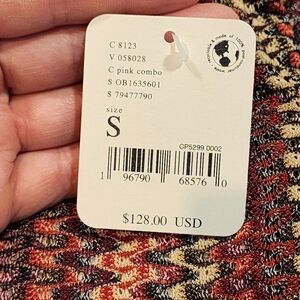 C 8123
V 058028
C pink combo
S OB1635601
S 79477790
size
S
CP5299 0002
1 96790 68576 0
$128.00 USD